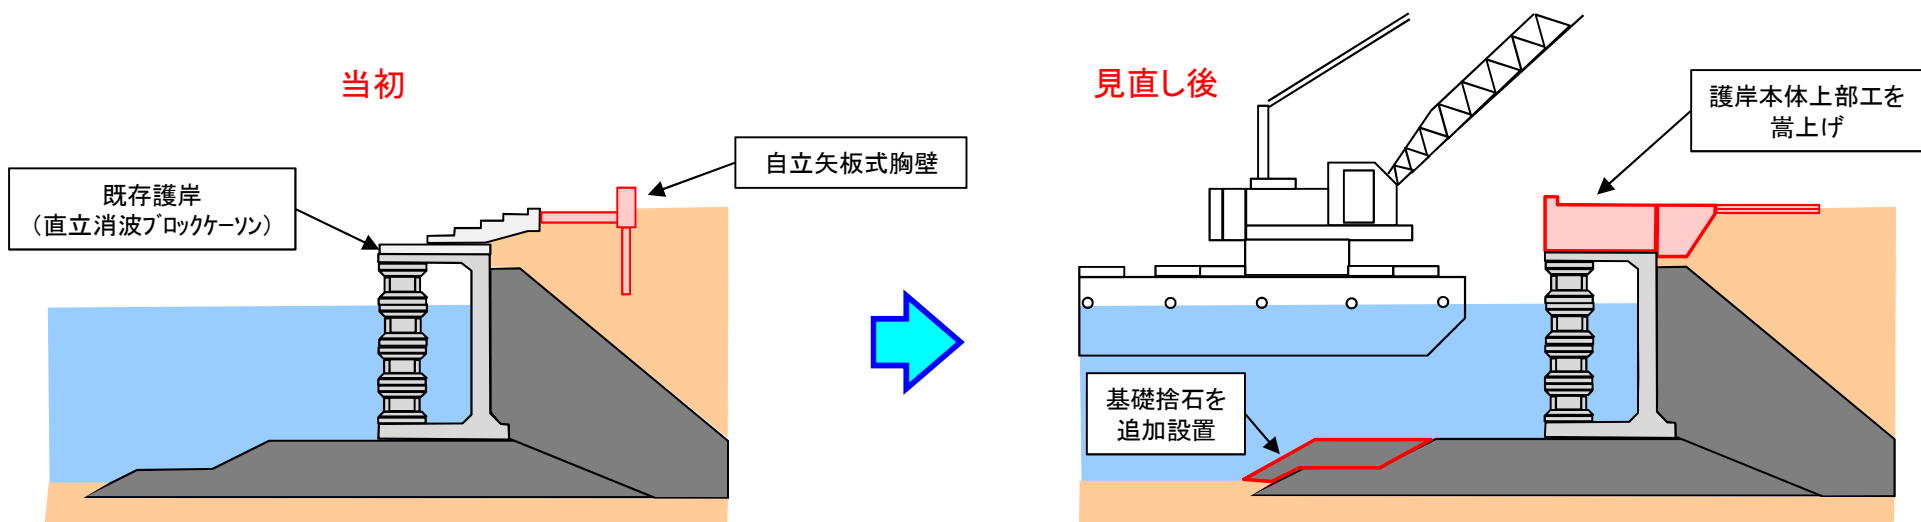 当初
既存護岸
（直立消波ブロックケーソン）
自立矢板式胸壁
見直し後
護岸本体上部工を
嵩上げ
基礎捨石を
追加設置